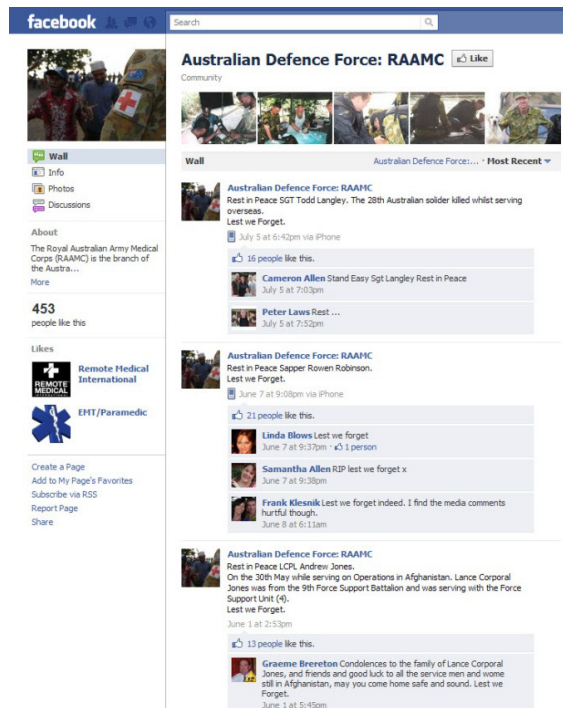 facebook
Search
Australian Defence Force: RAAMC
Like
Community
Wall
Info
Photos
Discussions
About
The Royal Australian Army Medical
Corps (RAAMC) is the branch of
the Austra...
More
453
people like this
Likes
REMOTE
MEDICAL
Remote Medical
International
EMT/Paramedic
Create a Page
Add to My Page's Favorites
Subscribe via RSS
Report Page
Share
Wall
Australian Defence Force:... · Most Recent
Australian Defence Force: RAAMC
Rest in Peace SGT Todd Langley. The 28th Australian solider killed whilst serving
overseas.
Lest we Forget.
July 5 at 6:42pm via iPhone
16 people like this.
Cameron Allen Stand Easy Sgt Langley Rest in Peace
July 5 at 7:03pm
Peter Laws Rest ...
July 5 at 7:52pm
Australian Defence Force: RAAMC
Rest in Peace Sapper Rowen Robinson.
Lest we Forget.
June 7 at 9:08pm via iPhone
21 people like this.
Linda Blows Lest we forget
June 7 at 9:37pm · 1 person
Samantha Allen RIP lest we forget x
June 7 at 9:38pm
Frank Klesnik Lest we forget indeed. I find the media comments
hurtful though.
June 8 at 6:11am
Australian Defence Force: RAAMC
Rest in Peace LCPL Andrew Jones.
On the 30th May while serving on Operations in Afghanistan. Lance Corporal
Jones was from the 9th Force Support Battalion and was serving with the Force
Support Unit (4).
Lest we Forget.
June 1 at 2:53pm
13 people like this.
Graeme Brereton Condolences to the family of Lance Corporal
Jones, and friends and good luck to all the service men and wome
still in Afghanistan, may you come home safe and sound. Lest we
Forget.
June 1 at 5:45pm